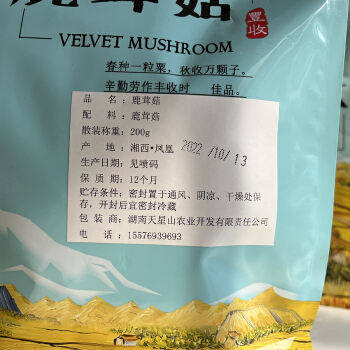 鹿茸菇
豐收
VELVET MUSHROOM
春种一粒粟，秋收万颗子。
辛勤劳作丰收时 佳品。
品 名：鹿茸菇
配 料：鹿茸菇
散装称重：200g
产 地：湘西·凤凰
2022/10/13
生产日期：见喷码
保 质 期：12个月
贮存条件：密封置于通风、阴凉、干燥处保
存，开封后宜密封冷藏
包 装 商：湖南天星山农业开发有限责任公司
电 话：15576939693